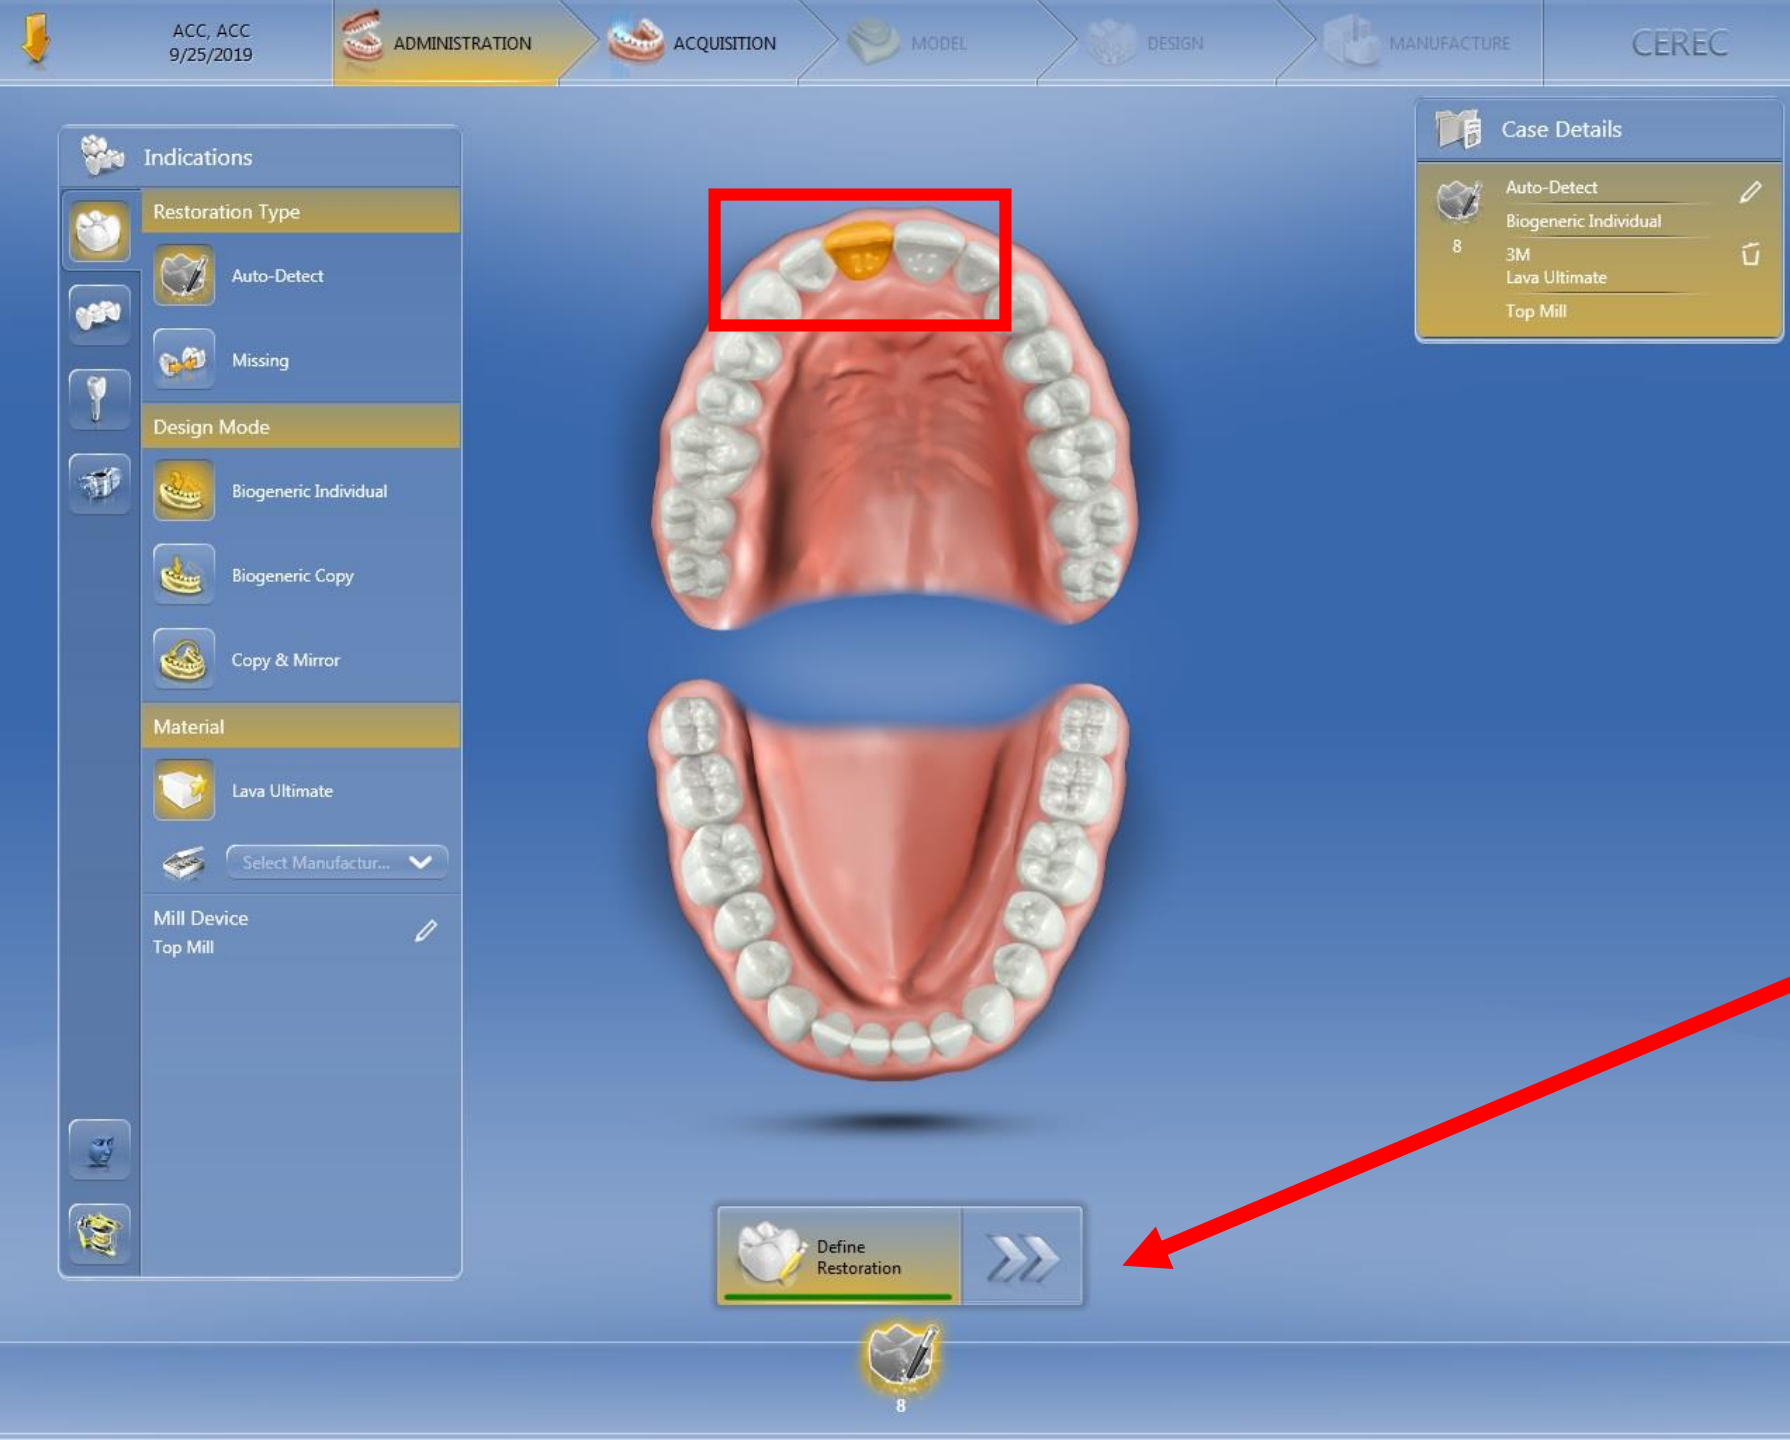 ACC, ACC
9/25/2019
ADMINISTRATION
ACQUISITION
MODEL
DESIGN
MANUFACTURE
CEREC
Indications
Restoration Type
Auto-Detect
Missing
Design Mode
Biogeneric Individual
Biogeneric Copy
Copy & Mirror
Material
Lava Ultimate
Select Manufactur...
Mill Device
Top Mill
Case Details
Auto-Detect
Biogeneric Individual
8
3M
Lava Ultimate
Top Mill
Define
Restoration
8